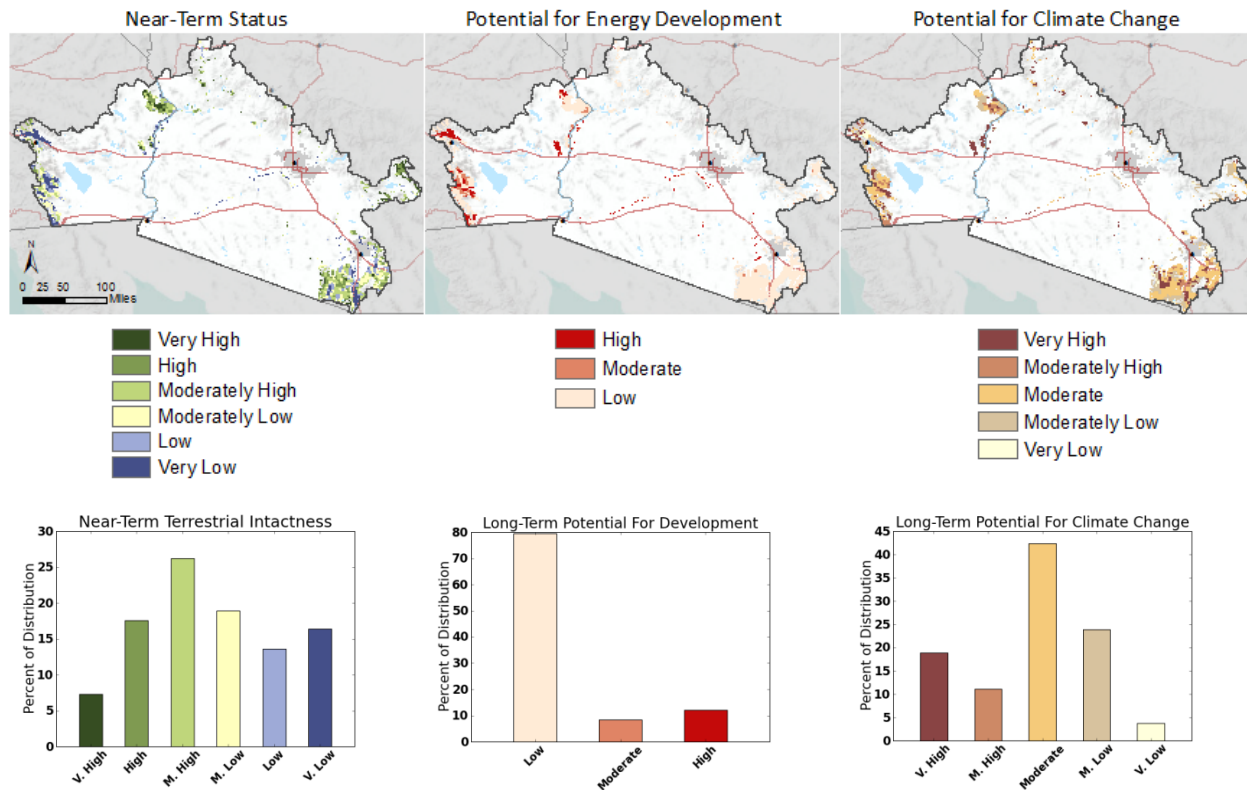 Near-Term Status
Potential for Energy Development
Potential for Climate Change
N
0 25 50 100
Miles
Very High
High
Moderately High
Moderately Low
Low
Very Low
High
Moderate
Low
Very High
Moderately High
Moderate
Moderately Low
Very Low
Near-Term Terrestrial Intactness
Percent of Distribution
30
25
20
15
10
5
0
V. High
High
M. High
M. Low
Low
V. Low
Long-Term Potential For Development
Percent of Distribution
80
70
60
50
40
30
20
10
0
Low
Moderate
High
Long-Term Potential For Climate Change
Percent of Distribution
45
40
35
30
25
20
15
10
5
0
V. High
M. High
Moderate
M. Low
V. Low